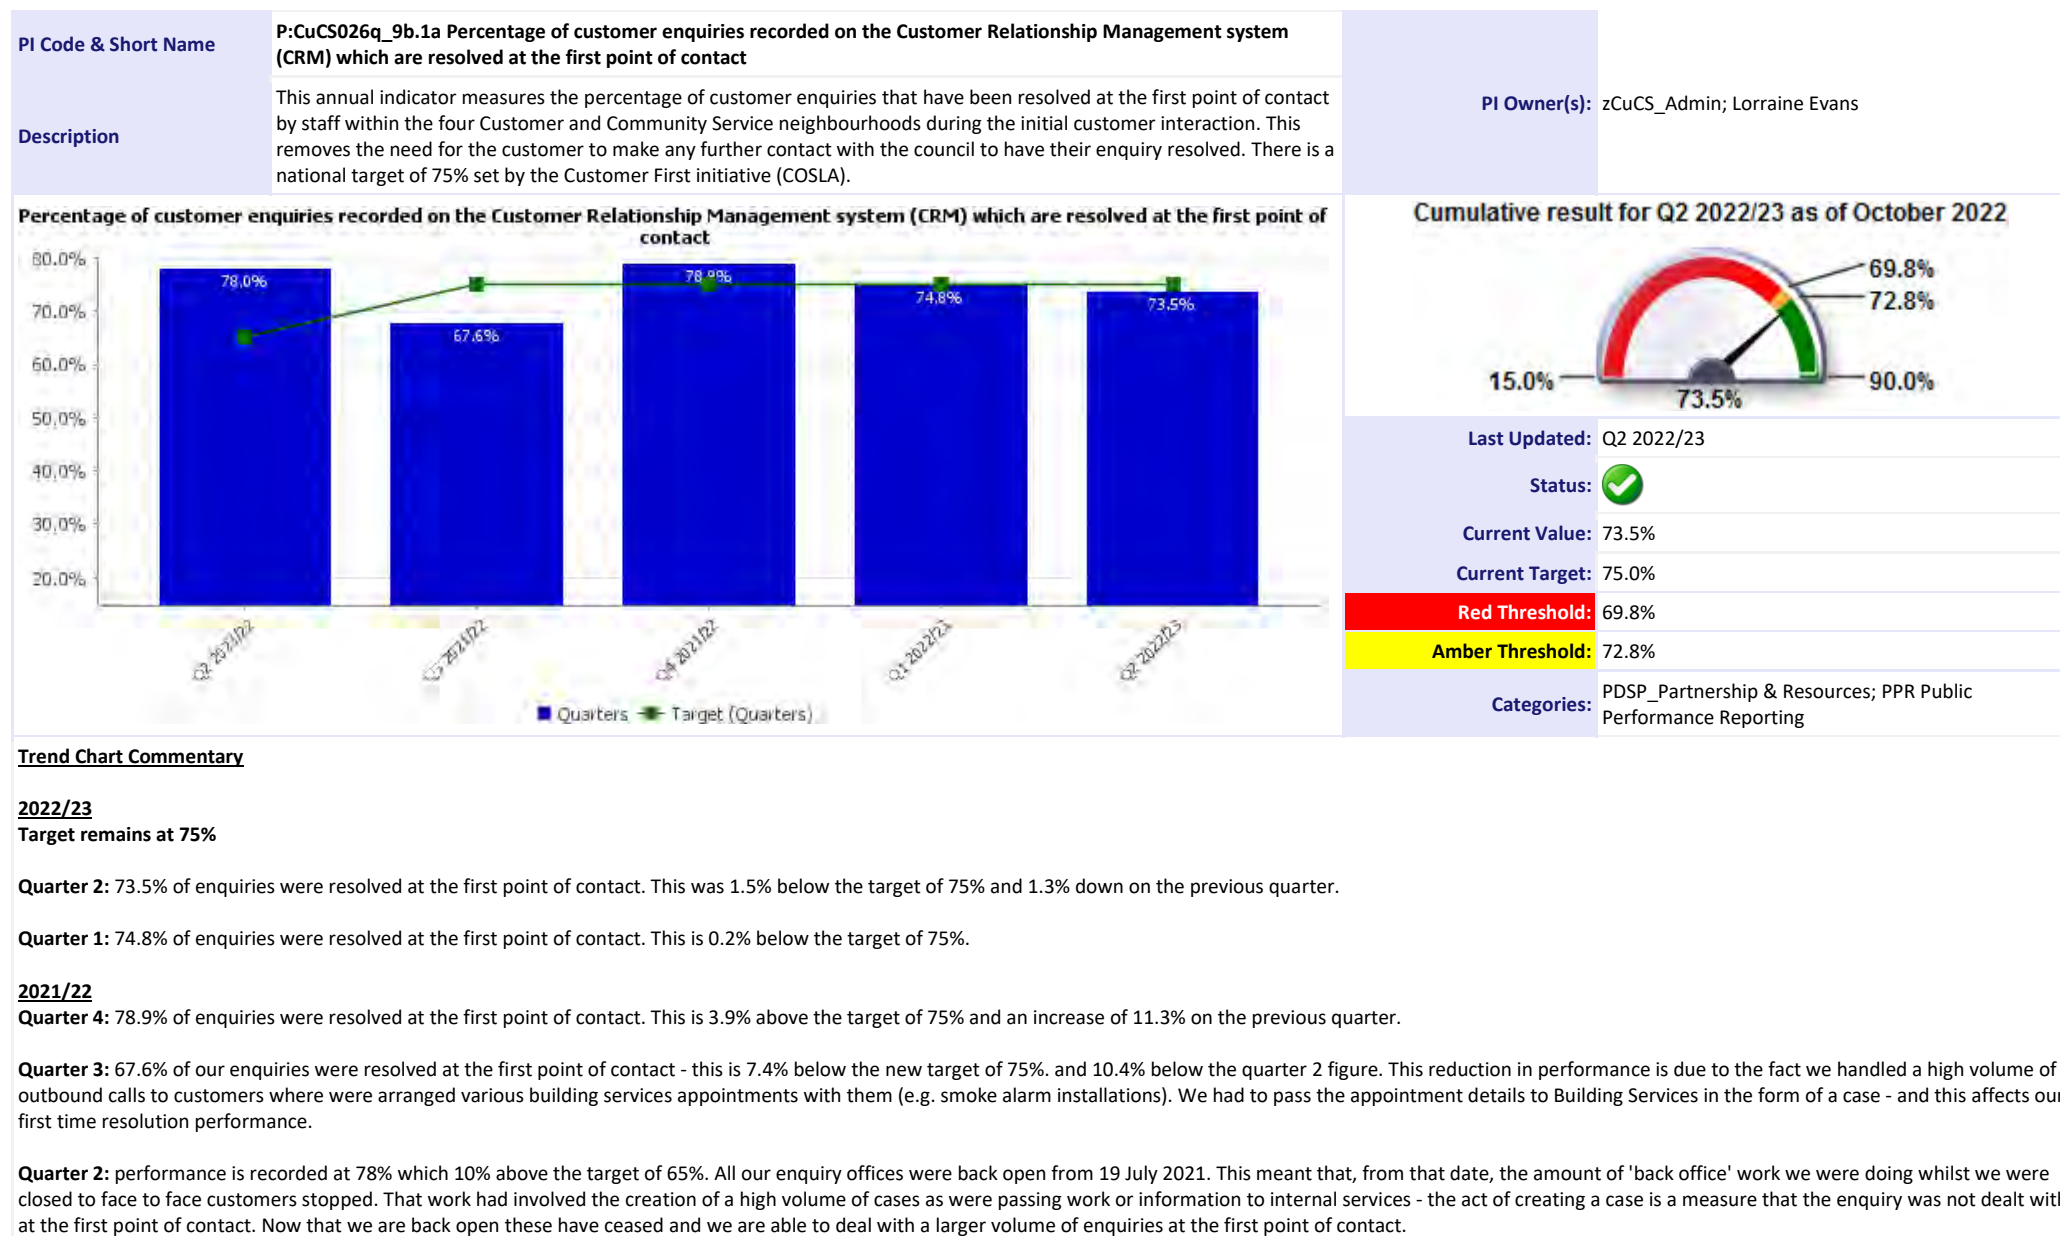 PI Code & Short Name
P:CuCS026q_9b.1a Percentage of customer enquiries recorded on the Customer Relationship Management system
(CRM) which are resolved at the first point of contact
Description
This annual indicator measures the percentage of customer enquiries that have been resolved at the first point of contact
by staff within the four Customer and Community Service neighbourhoods during the initial customer interaction. This
removes the need for the customer to make any further contact with the council to have their enquiry resolved. There is a
national target of 75% set by the Customer First initiative (COSLA).
PI Owner(s): zCuCS_Admin; Lorraine Evans
Percentage of customer enquiries recorded on the Customer Relationship Management system (CRM) which are resolved at the first point of
contact
80.0%
70.0%
60.0%
50.0%
40.0%
30.0%
20.0%
78.0%
67.6%
78.9%
74.8%
73.5%
Q2 2021/22
Q3 2021/22
Q4 2021/22
Q1 2022/23
Q2 2022/23
Quarters Target (Quarters)
Cumulative result for Q2 2022/23 as of October 2022
69.8%
72.8%
15.0%
90.0%
73.5%
Last Updated: Q2 2022/23
Status:
Current Value: 73.5%
Current Target: 75.0%
Red Threshold: 69.8%
Amber Threshold: 72.8%
Categories: PDSP_Partnership & Resources; PPR Public
Performance Reporting
Trend Chart Commentary
2022/23
Target remains at 75%
Quarter 2: 73.5% of enquiries were resolved at the first point of contact. This was 1.5% below the target of 75% and 1.3% down on the previous quarter.
Quarter 1: 74.8% of enquiries were resolved at the first point of contact. This is 0.2% below the target of 75%.
2021/22
Quarter 4: 78.9% of enquiries were resolved at the first point of contact. This is 3.9% above the target of 75% and an increase of 11.3% on the previous quarter.
Quarter 3: 67.6% of our enquiries were resolved at the first point of contact - this is 7.4% below the new target of 75%. and 10.4% below the quarter 2 figure. This reduction in performance is due to the fact we handled a high volume of
outbound calls to customers where were arranged various building services appointments with them (e.g. smoke alarm installations). We had to pass the appointment details to Building Services in the form of a case - and this affects our
first time resolution performance.
Quarter 2: performance is recorded at 78% which 10% above the target of 65%. All our enquiry offices were back open from 19 July 2021. This meant that, from that date, the amount of 'back office' work we were doing whilst we were
closed to face to face customers stopped. That work had involved the creation of a high volume of cases as were passing work or information to internal services - the act of creating a case is a measure that the enquiry was not dealt with
at the first point of contact. Now that we are back open these have ceased and we are able to deal with a larger volume of enquiries at the first point of contact.